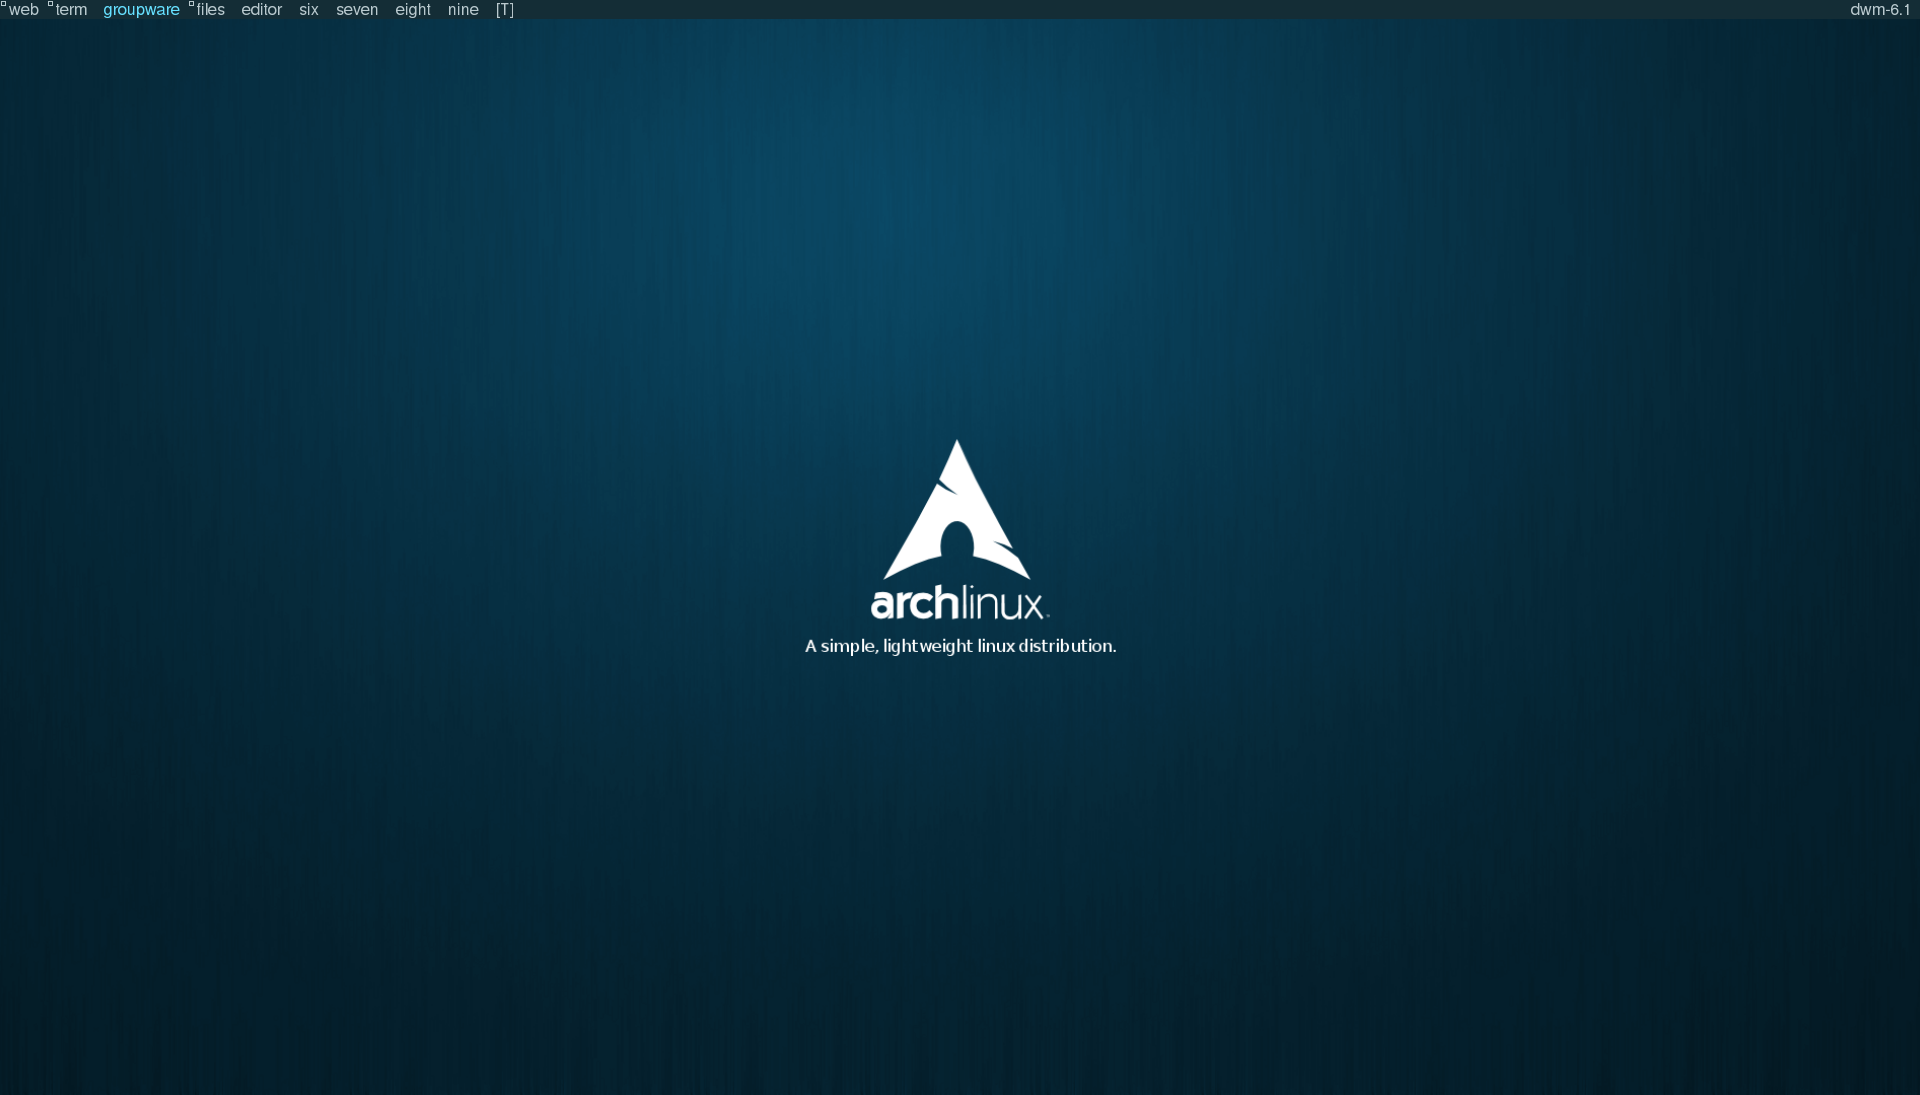 web term groupware files editor six seven eight nine [T] dwm-6.1
archlinux
A simple, lightweight linux distribution.